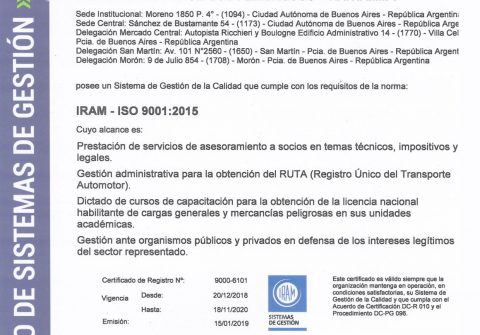 Sede Institucional: Moreno 1850 P. 4° - (1094) - Ciudad Autónoma de Buenos Aires - República Argentina
Sede Central: Sánchez de Bustamante 54 - (1173) - Ciudad Autónoma de Buenos Aires - República Arge
Delegación Mercado Central: Autopista Ricchieri y Boulogne Edificio Administrativo 14 - (1770) - Villa Cel
Pcia. de Buenos Aires - República Argentina
Delegación San Martín: Av. 101 N°2560 - (1650) - San Martín - Pcia. de Buenos Aires - República Argent
Delegación Morón: 9 de Julio 854 - (1708) - Morón - Pcia. de Buenos Aires - República Argentina
posee un Sistema de Gestión de la Calidad que cumple con los requisitos de la norma:
IRAM - ISO 9001:2015
Cuyo alcance es:
Prestación de servicios de asesoramiento a socios en temas técnicos, impositivos y
legales.
Gestión administrativa para la obtención del RUTA (Registro Único del Transporte
Automotor).
Dictado de cursos de capacitación para la obtención de la licencia nacional
habilitante de cargas generales y mercancías peligrosas en sus unidades
académicas.
Gestión ante organismos públicos y privados en defensa de los intereses legítimos
del sector representado.
Certificado de Registro Nª: 9000-6101
Vigencia Desde: 20/12/2018
Hasta: 18/11/2020
Emisión: 15/01/2019
IRAM
SISTEMAS
DE GESTIÓN
Este certificado es válido siempre que la
organización mantenga en operación, en
condiciones satisfactorias, su Sistema de
Gestión de la Calidad y que cumpla con el
Acuerdo de Certificación DC-R 010 y el
Procedimiento DC-PG 096.
O DE SISTEMAS DE GESTIÓN